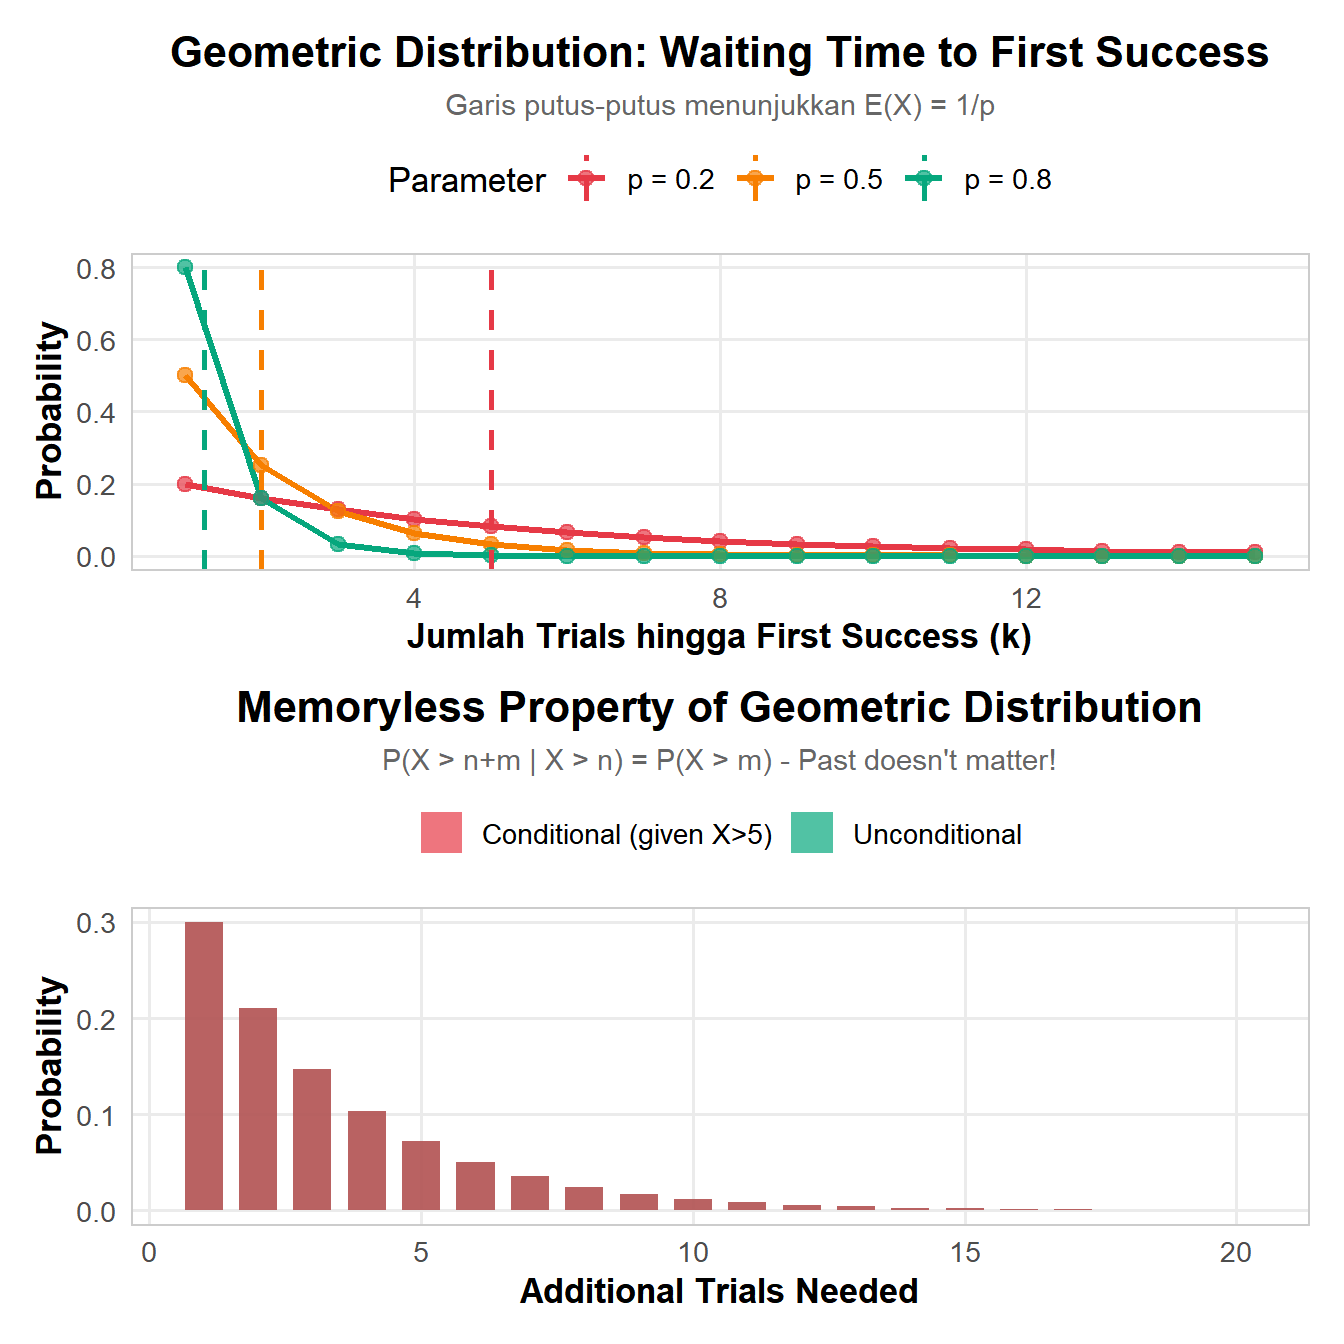 Geometric Distribution: Waiting Time to First Success
Garis putus-putus menunjukkan E(X) = 1/p
Parameter p = 0.2 p = 0.5 p = 0.8
Probability
0.8
0.6
0.4
0.2
0.0
4 8 12
Jumlah Trials hingga First Success (k)
Memoryless Property of Geometric Distribution
P(X > n+m | X > n) = P(X > m) - Past doesn't matter!
Conditional (given X>5) Unconditional
Probability
0.3
0.2
0.1
0.0
0 5 10 15 20
Additional Trials Needed